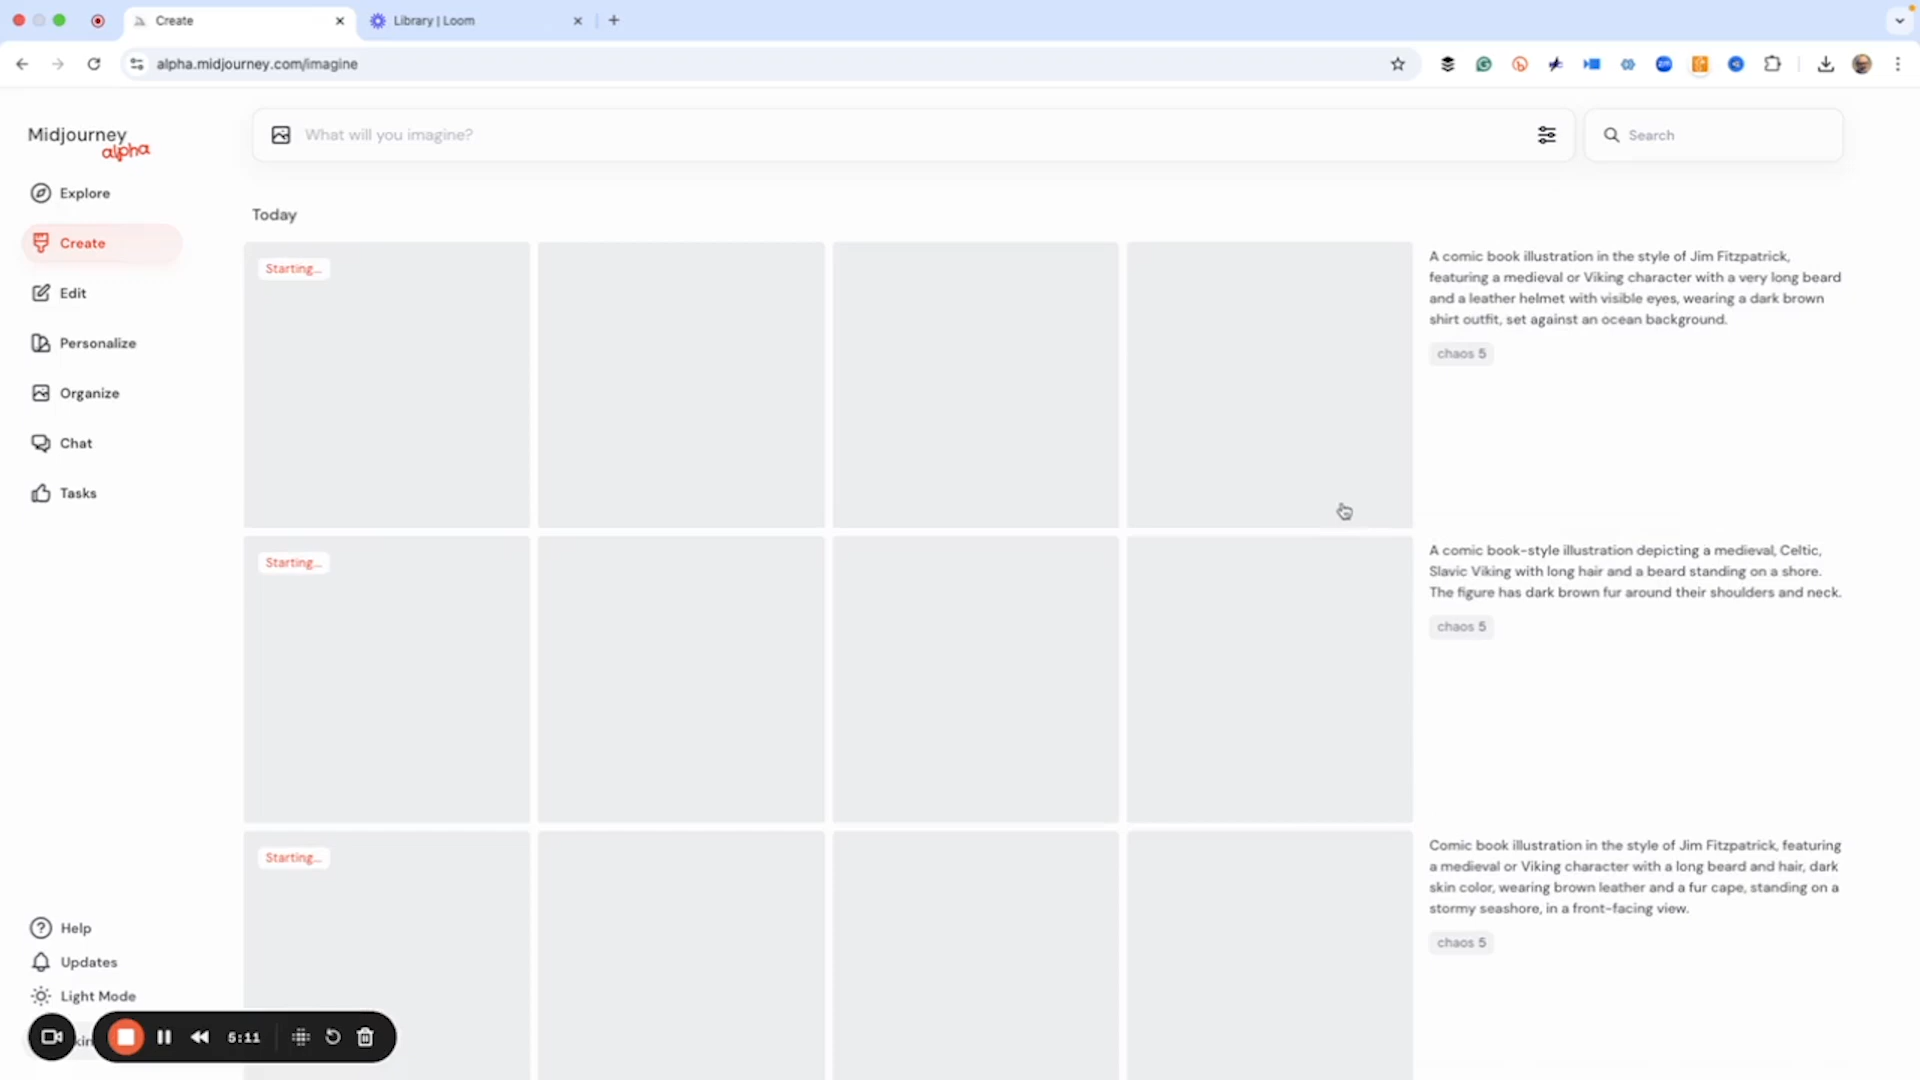 Create
Library | Loom
alpha.midjourney.com/imagine
Midjourney
alpha
What will you imagine?
Search
Explore
Create
Edit
Personalize
Organize
Chat
Tasks
Today
Starting...
A comic book illustration in the style of Jim Fitzpatrick,
featuring a medieval or Viking character with a very long beard
and a leather helmet with visible eyes, wearing a dark brown
shirt outfit, set against an ocean background.
chaos 5
Starting...
A comic book-style illustration depicting a medieval, Celtic,
Slavic Viking with long hair and a beard standing on a shore.
The figure has dark brown fur around their shoulders and neck.
chaos 5
Starting...
Comic book illustration in the style of Jim Fitzpatrick, featuring
a medieval or Viking character with a long beard and hair, dark
skin color, wearing brown leather and a fur cape, standing on a
stormy seashore, in a front-facing view.
chaos 5
Help
Updates
Light Mode
5:11